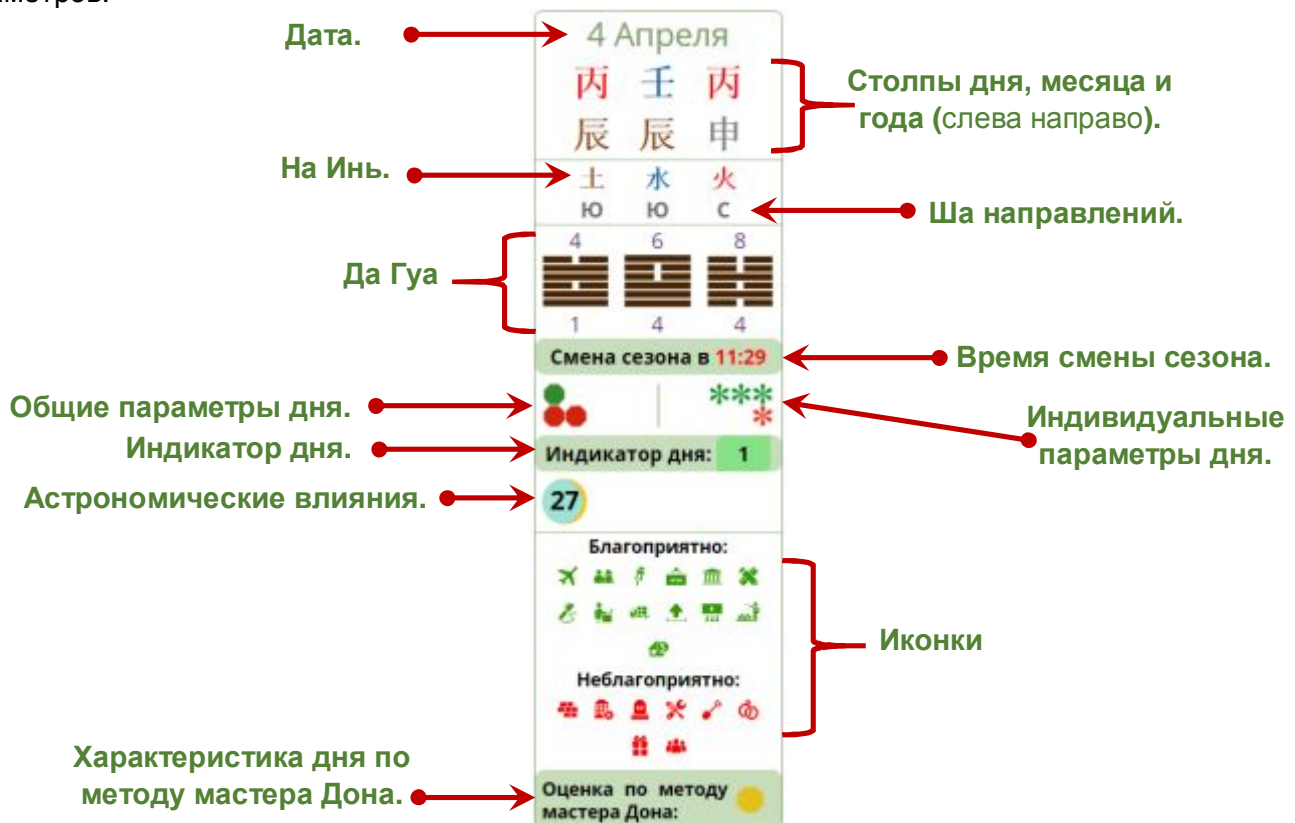 аметров.
Дата.
4 Апреля
丙 壬 丙
辰 辰 申
Столпы дня, месяца и
года (слева направо).
На Инь.
土 水 火
Ю Ю С
Ша направлений.
Да Гуа
4 6 8
1 4 4
Смена сезона в 11:29
Время смены сезона.
Общие параметры дня.
***
*
Индивидуальные
параметры дня.
Индикатор дня.
Индикатор дня: 1
Астрономические влияния.
27
Благоприятно:
Иконки
Неблагоприятно:
Характеристика дня по
методу мастера Дона.
Оценка по методу
мастера Дона: